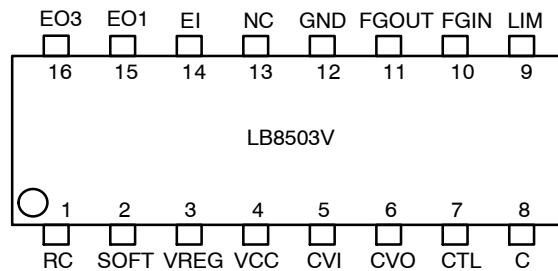 EO3 EO1 EI NC GND FGOUT FGIN LIM
16 15 14 13 12 11 10 9
LB8503V
1 2 3 4 5 6 7 8
RC SOFT VREG VCC CVI CVO CTL C